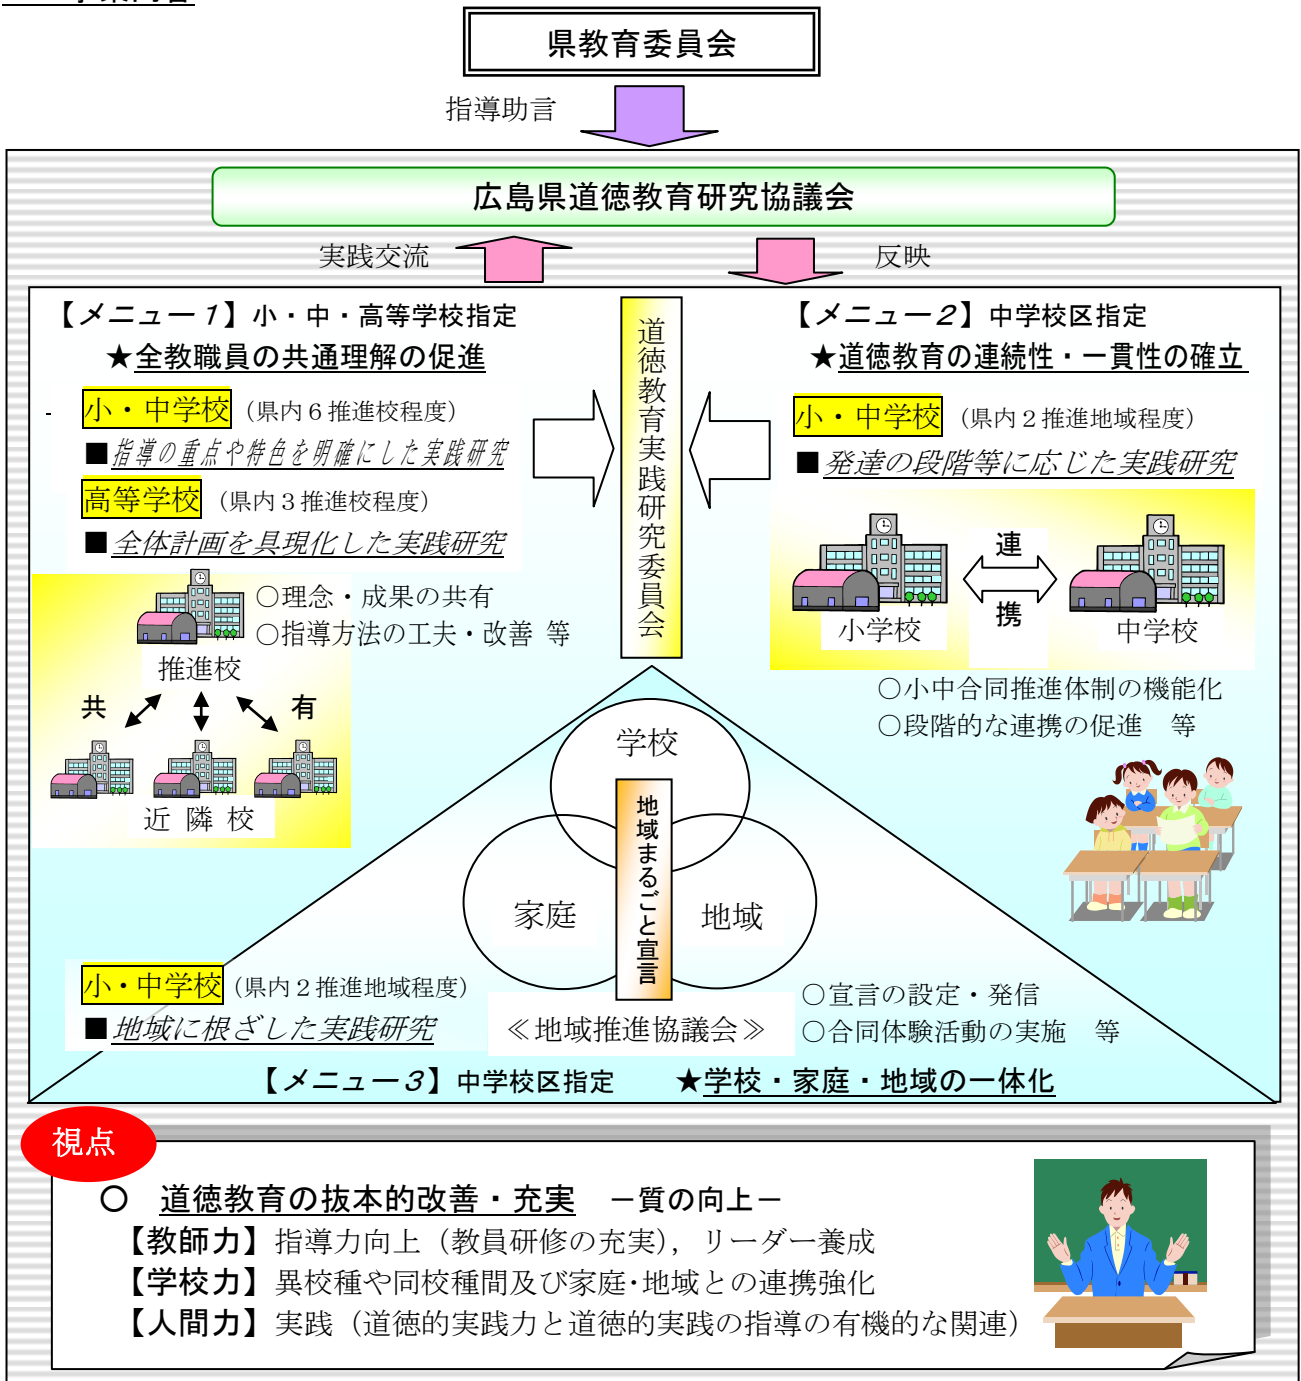 県教育委員会
指導助言
広島県道徳教育研究協議会
実践交流
反映
【メニュー1】小・中・高等学校指定
★全教職員の共通理解の促進
小・中学校（県内６推進校程度）
■指導の重点や特色を明確にした実践研究
高等学校（県内３推進校程度）
■全体計画を具現化した実践研究
○理念・成果の共有
○指導方法の工夫・改善 等
推進校
共 有
近 隣 校
道徳教育実践研究委員会
【メニュー２】中学校区指定
★道徳教育の連続性・一貫性の確立
小・中学校（県内２推進地域程度）
■発達の段階等に応じた実践研究
連
携
小学校
中学校
○小中合同推進体制の機能化
○段階的な連携の促進　等
学校
家庭
地域
地域まるごと宣言
小・中学校（県内２推進地域程度）
■地域に根ざした実践研究
≪地域推進協議会≫
○宣言の設定・発信
○合同体験活動の実施　等
【メニュー３】中学校区指定　★学校・家庭・地域の一体化
視点
○　道徳教育の抜本的改善・充実　－質の向上－
【教師力】指導力向上（教員研修の充実），リーダー養成
【学校力】異校種や同校種間及び家庭・地域との連携強化
【人間力】実践（道徳的実践力と道徳的実践の指導の有機的な関連）